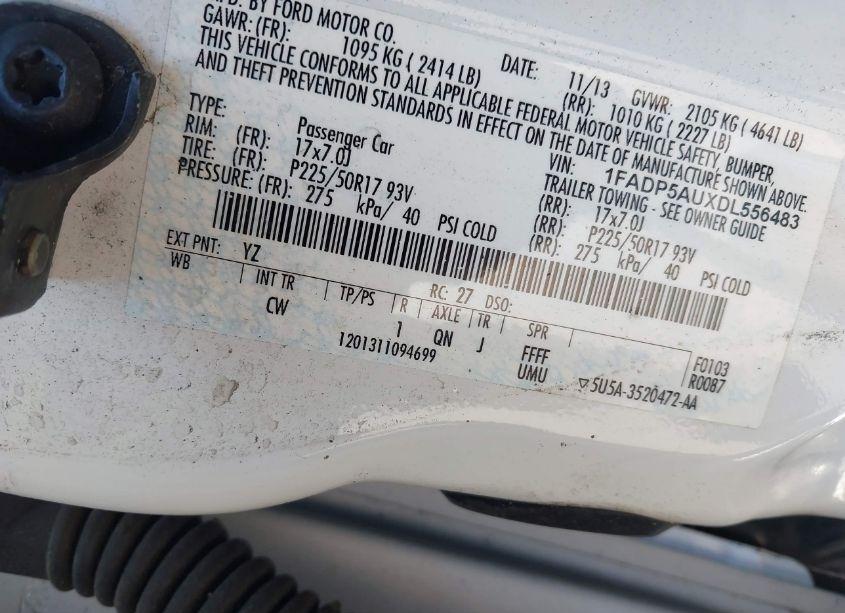 MFD. BY FORD MOTOR CO.
DATE: 11/13 GVWR: 2105 KG ( 4641 LB)
GAWR: (FR): 1095 KG ( 2414 LB) (RR): 1010 KG ( 2227 LB)
THIS VEHICLE CONFORMS TO ALL APPLICABLE FEDERAL MOTOR VEHICLE SAFETY, BUMPER,
AND THEFT PREVENTION STANDARDS IN EFFECT ON THE DATE OF MANUFACTURE SHOWN ABOVE.
VIN: 1FADP5AUXDL556483
TYPE: Passenger Car TRAILER TOWING - SEE OWNER GUIDE
RIM: (FR): 17x7.0J (RR): 17x7.0J
TIRE: (FR): P225/50R17 93V (RR): P225/50R17 93V
PRESSURE: (FR): 275 kPa/ 40 PSI COLD (RR): 275 kPa/ 40 PSI COLD
EXT PNT: YZ RC: 27 DSO:
WB INT TR TP/PS R AXLE TR SPR
CW 1 QN J FFFF
UMU
1201311094699
F0103
R0087
▽5U5A-3520472-AA